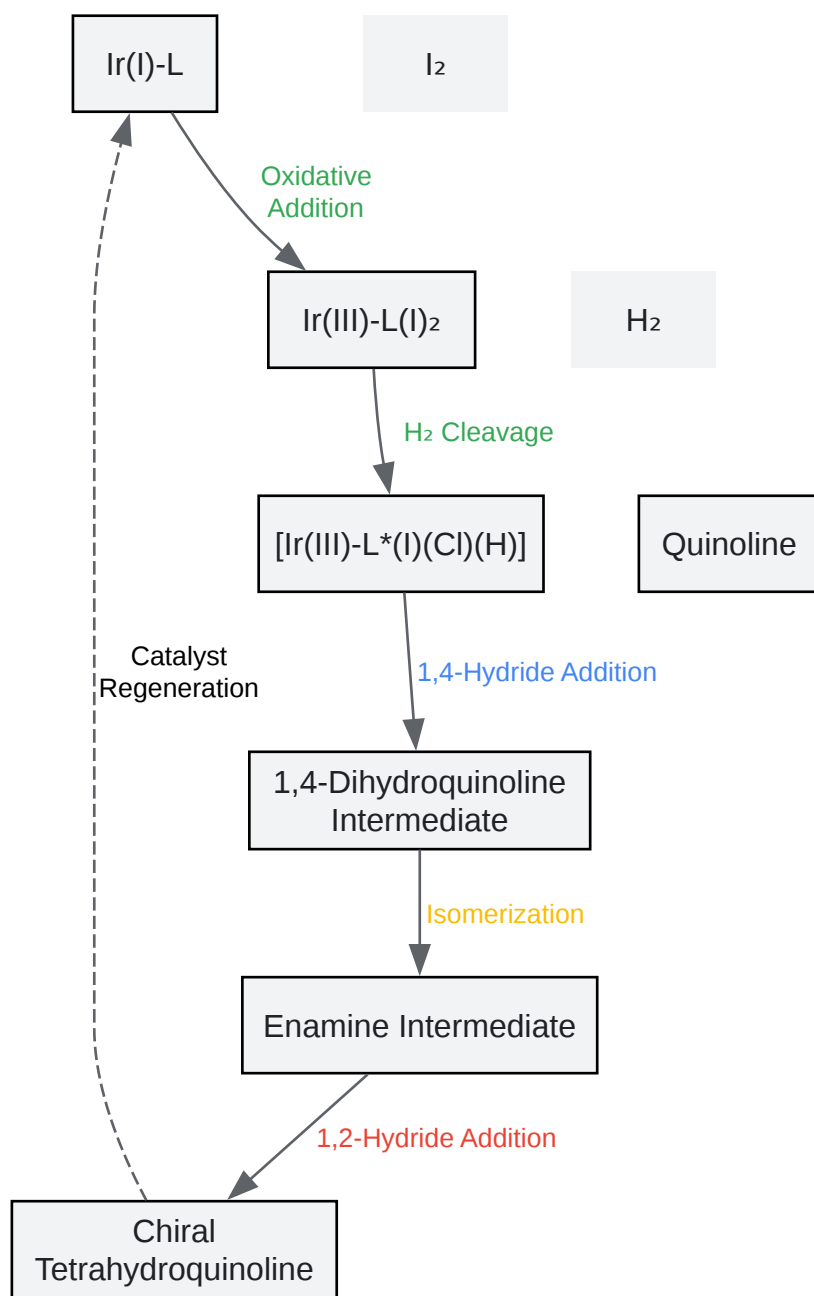 Ir(I)-L
I₂
Oxidative
Addition
Ir(III)-L(I)₂
H₂
H₂ Cleavage
[Ir(III)-L*(I)(Cl)(H)]
Quinoline
Catalyst
Regeneration
1,4-Hydride Addition
1,4-Dihydroquinoline
Intermediate
Isomerization
Enamine Intermediate
1,2-Hydride Addition
Chiral
Tetrahydroquinoline